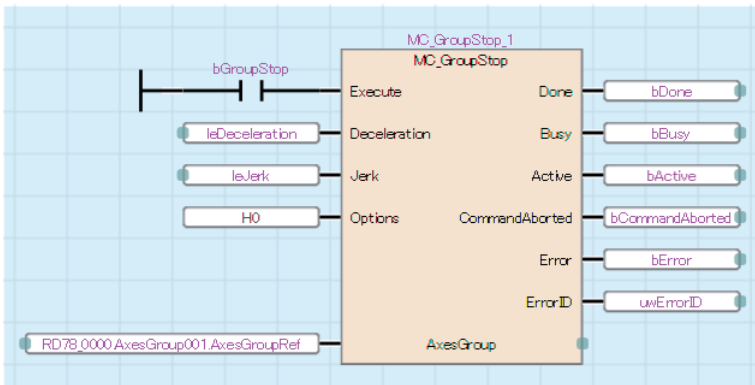 MC_GroupStop_1
bGroupStop
MC_GroupStop
Execute
Done
bDone
leDeceleration
Deceleration
Busy
bBusy
leJerk
Jerk
Active
bActive
H0
Options
CommandAborted
bCommandAborted
Error
bError
ErrorID
uwErrorID
RD78_0000.AxesGroup001.AxesGroupRef
AxesGroup